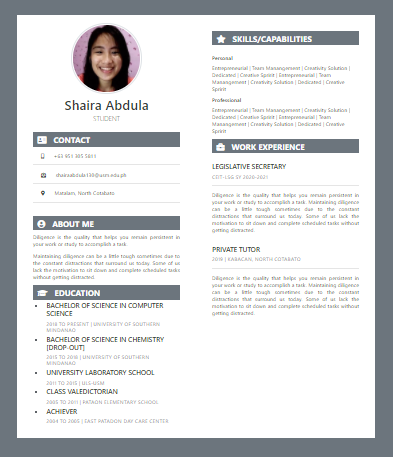 Shaira Abdula
STUDENT
CONTACT
+63 951 385 5811
shairaabdula133@usm.edu.ph
Matalam, North Cotabato
ABOUT ME
Diligence is the quality that helps you remain persistent in
your work or study to accomplish a task.
Maintaining diligence can be a little tough sometimes due to
the constant distractions that surround us today. Some of us lack
the motivation to sit down and complete scheduled tasks
without getting distracted.
EDUCATION
BACHELOR OF SCIENCE IN COMPUTER
SCIENCE
2018 TO PRESENT | UNIVERSITY OF SOUTHERN
MINDANAO
BACHELOR OF SCIENCE IN CHEMISTRY
[DROP-OUT]
2015 TO 2018 | UNIVERSITY OF SOUTHERN
MINDANAO
UNIVERSITY LABORATORY SCHOOL
2011 TO 2015 | ULS-USM
CLASS VALEDICTORIAN
2005 TO 2011 | PATADON ELEMENTARY SCHOOL
ACHIEVER
2004 TO 2005 | EAST PATADON DAY CARE CENTER
SKILLS/CAPABILITIES
Personal
Entrepreneurial | Team Manangement | Creativity Solution |
Dedicated | Creative Spirirt | Entrepreneurial | Team
Manangement | Creativity Solution | Dedicated | Creative
Spririt
Professional
Entrepreneurial | Team Manangement | Creativity Solution |
Dedicated | Creative Spririt | Entrepreneurial | Team
Manangement | Creativity Solution | Dedicated | Creative
Spririt
WORK EXPERIENCE
LEGISLATIVE SECRETARY
CEIT-LSG SY 2020-2021
Diligence is the quality that helps you remain persistent in your
work or study to accomplish a task. Maintaining diligence
can be a little tough sometimes due to the constant
distractions that surround us today. Some of us lack
the motivation to sit down and complete scheduled tasks without
getting distracted.
PRIVATE TUTOR
2019 | KABACAN, NORTH COTABATO
Diligence is the quality that helps you remain persistent in your
work or study to accomplish a task. Maintaining diligence
can be a little tough sometimes due to the constant
distractions that surround us today. Some of us lack
the motivation to sit down and complete scheduled tasks without
getting distracted.